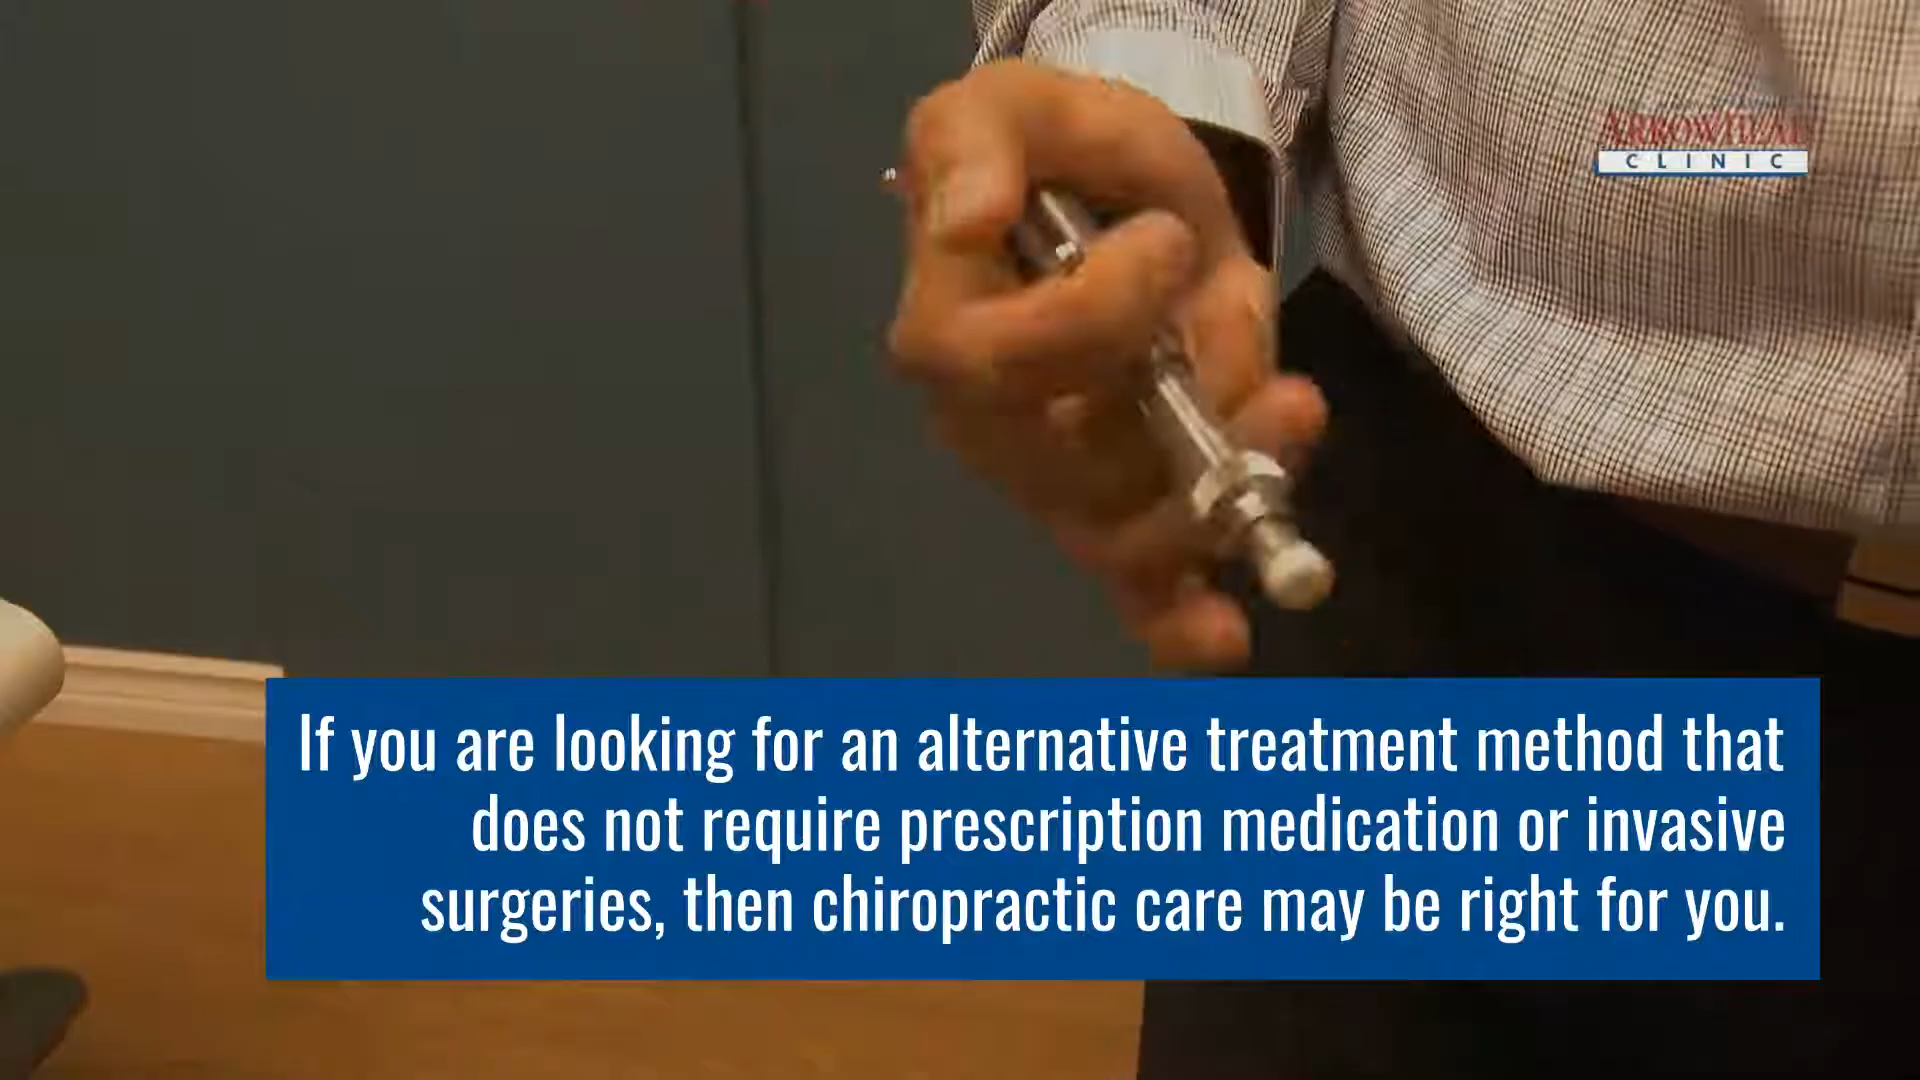 ARROWHEAD
CLINIC
If you are looking for an alternative treatment method that
does not require prescription medication or invasive
surgeries, then chiropractic care may be right for you.